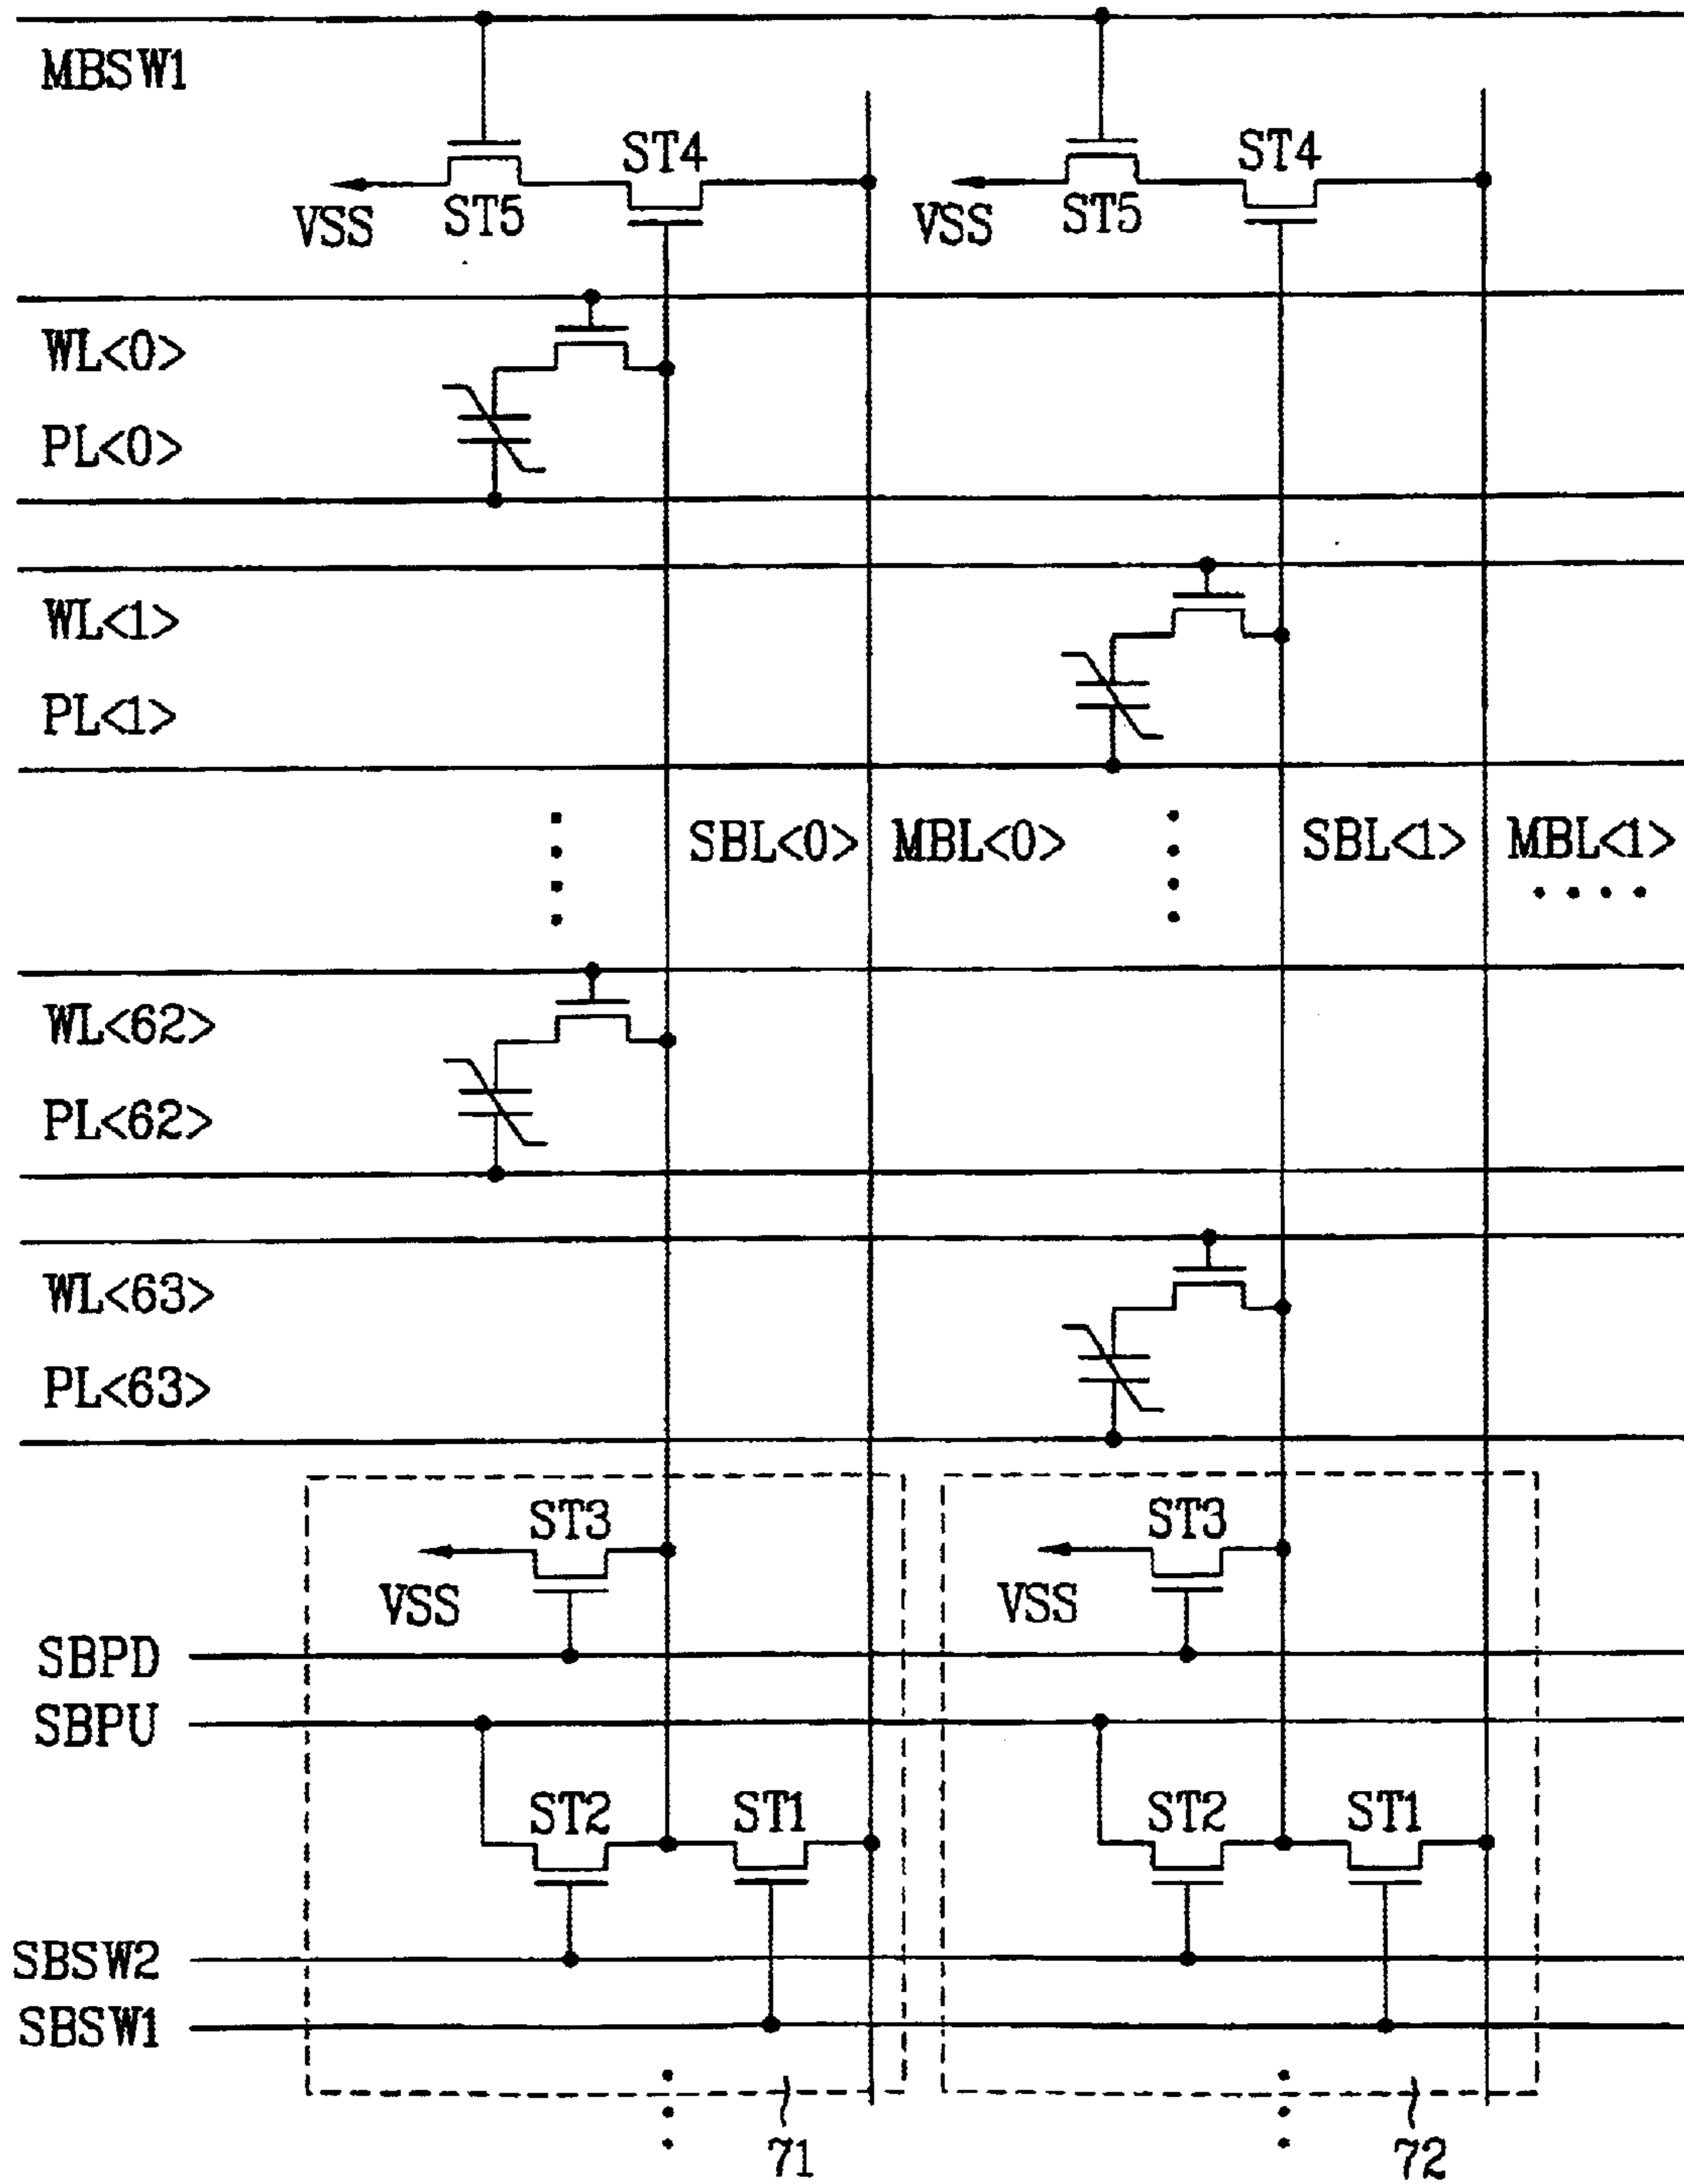 MBSW1
ST4 ST4
VSS ST5 VSS ST5
WL<0>
PL<0>
WL<1>
PL<1>
SBL<0> MBL<0> SBL<1> MBL<1>
WL<62>
PL<62>
WL<63>
PL<63>
ST3 ST3
VSS VSS
SBPD
SBPU
ST2 ST1 ST2 ST1
SBSW2
SBSW1
71 72